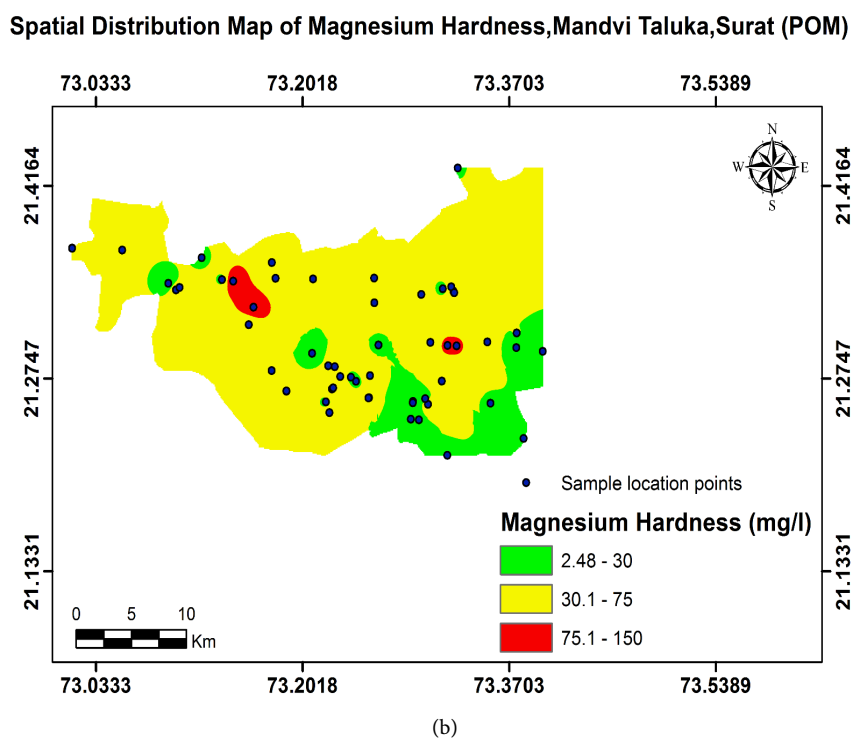 Spatial Distribution Map of Magnesium Hardness,Mandvi Taluka,Surat (POM)
73.0333 73.2018 73.3703 73.5389
N
W E
S
21.4164 21.4164
21.2747 21.2747
Sample location points
Magnesium Hardness (mg/l)
2.48 - 30
21.1331 21.1331
30.1 - 75
0 5 10
Km
75.1 - 150
73.0333 73.2018 73.3703 73.5389
(b)